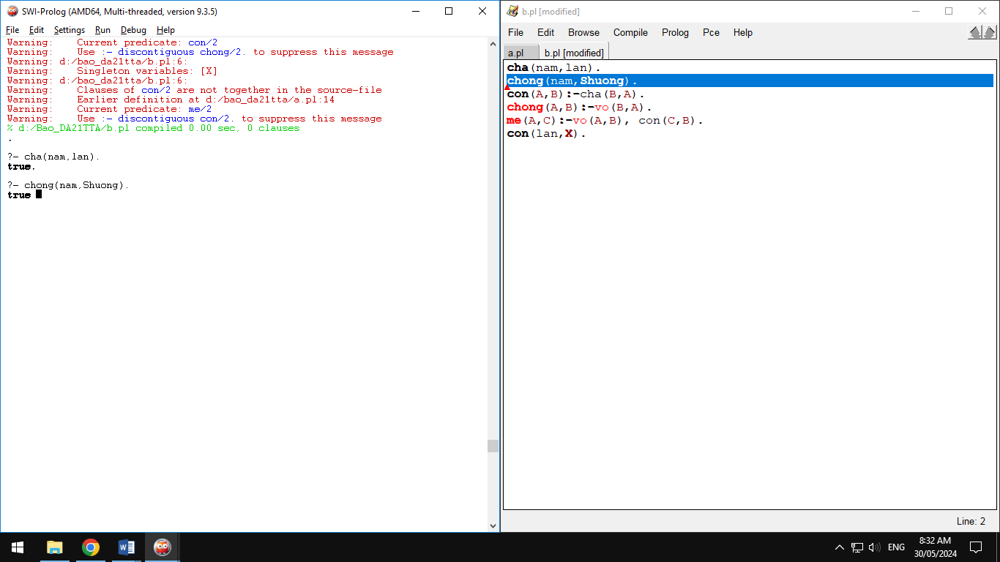 SWI-Prolog (AMD64, Multi-threaded, version 9.3.5)
File Edit Settings Run Debug Help
Warning:    Current predicate: con/2
Warning:    Use :- discontiguous chong/2. to suppress this message
Warning: d:/bao_da21tta/b.pl:6:
Warning:    Singleton variables: [X]
Warning: d:/bao_da21tta/b.pl:6:
Warning:    Clauses of con/2 are not together in the source-file
Warning:    Earlier definition at d:/bao_da21tta/a.pl:14
Warning:    Current predicate: me/2
Warning:    Use :- discontiguous con/2. to suppress this message
% d:/Bao_DA21TTA/b.pl compiled 0.00 sec, 0 clauses
.
?- cha(nam,lan).
true.
?- chong(nam,Shuong).
true
b.pl [modified]
File Edit Browse Compile Prolog Pce Help
a.pl b.pl [modified]
cha(nam,lan).
chong(nam,Shuong).
con(A,B):-cha(B,A).
chong(A,B):-vo(B,A).
me(A,C):-vo(A,B), con(C,B).
con(lan,X).
Line: 2
ENG
8:32 AM
30/05/2024